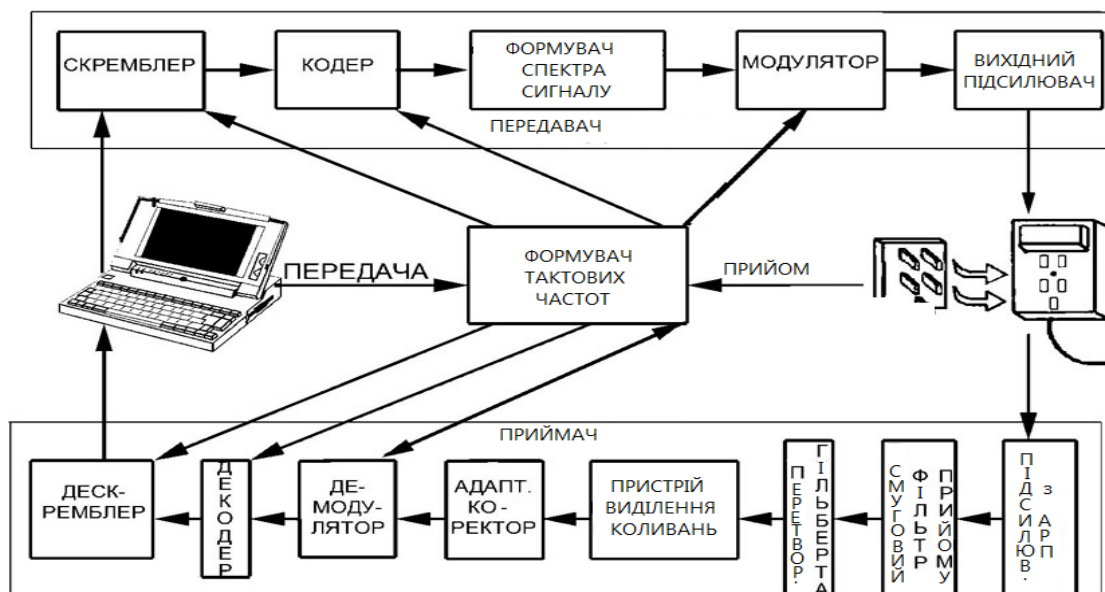 СКРЕМБЛЕР
КОДЕР
ФОРМУВАЧ
СПЕКТРА
СИГНАЛУ
МОДУЛЯТОР
ВИХІДНИЙ
ПІДСИЛЮВАЧ
ПЕРЕДАВАЧ
ПЕРЕДАЧА
ФОРМУВАЧ
ТАКТОВИХ
ЧАСТОТ
ПРИЙОМ
ПРИЙМАЧ
ДЕСК-
РЕМБЛЕР
ДЕКОДЕР
ДЕ-
МОДУ-
ЛЯТОР
АДАПТ.
КО-
РЕКТОР
ПРИСТРІЙ
ВИДІЛЕННЯ
КОЛИВАНЬ
ПЕРЕТВОР.
ГІЛЬБЕРТА
СМУГОВИЙ
ФІЛЬТР
ПРИЙОМУ
ПІДСИЛЮВ.
З АРП